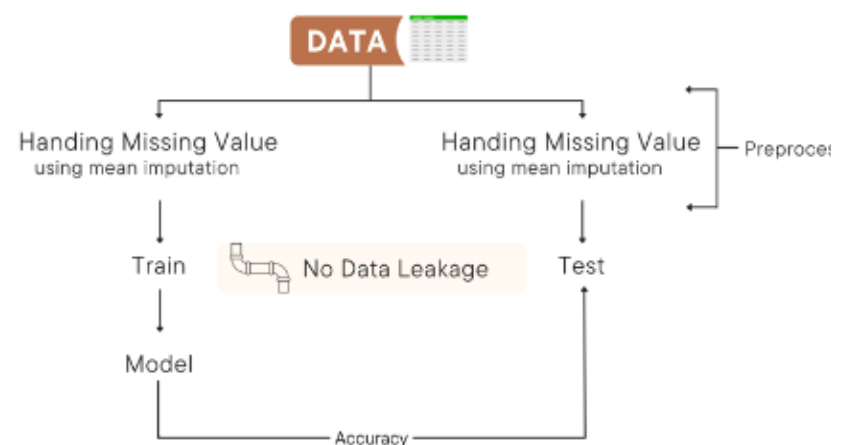 DATA
Handing Missing Value
using mean imputation
Handing Missing Value
using mean imputation
Preproces
Train
No Data Leakage
Test
Model
Accuracy